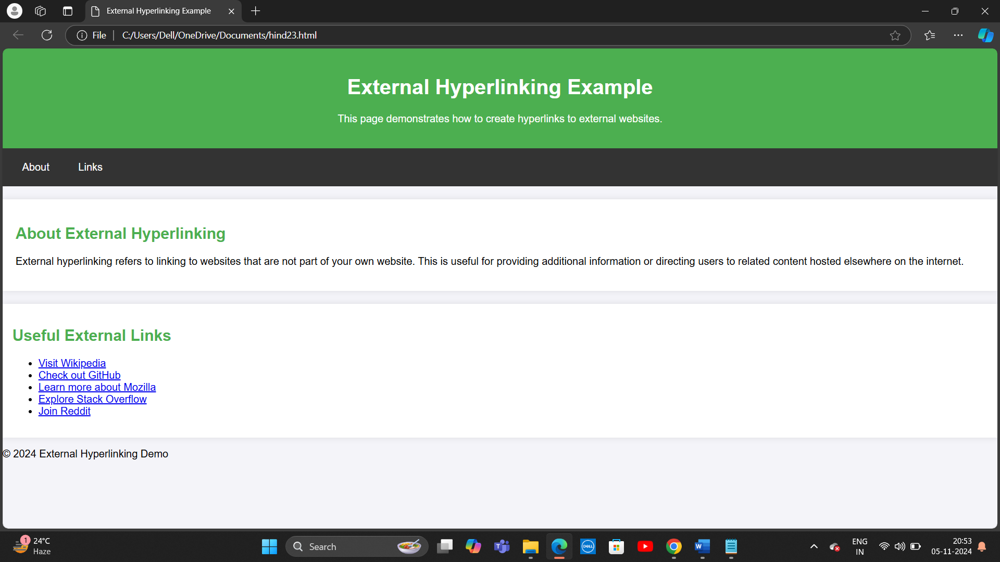 External Hyperlinking Example
File
C:/Users/Dell/OneDrive/Documents/hind23.html
External Hyperlinking Example
This page demonstrates how to create hyperlinks to external websites.
About Links
About External Hyperlinking
External hyperlinking refers to linking to websites that are not part of your own website. This is useful for providing additional information or directing users to related content hosted elsewhere on the internet.
Useful External Links
• Visit Wikipedia
• Check out GitHub
• Learn more about Mozilla
• Explore Stack Overflow
• Join Reddit
© 2024 External Hyperlinking Demo
1
24°C
Haze
Search
T
DELL
W
ENG
IN
20:53
05-11-2024